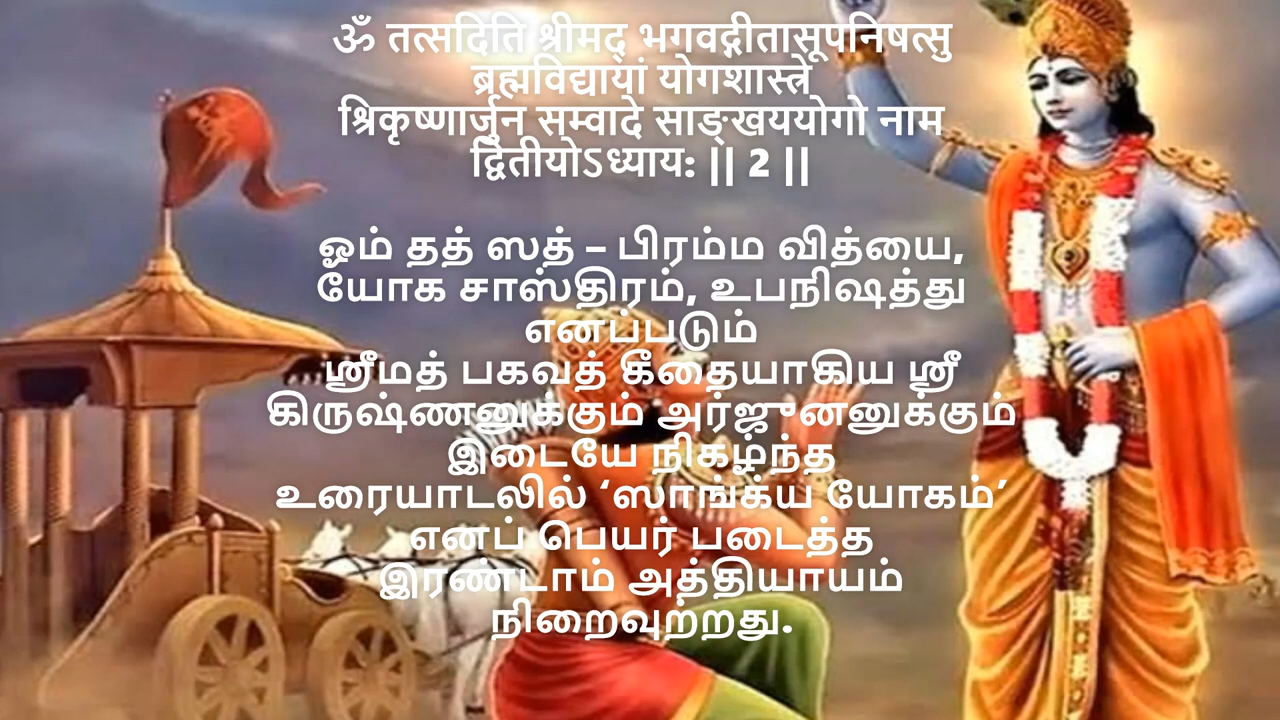 ॐ तत्सदिति श्रीमद् भगवद्गीतासूपनिषत्सु
ब्रह्मविद्यायां योगशास्त्रे
श्रिकृष्णार्जुन सम्वादे साङ्खययोगो नाम
द्वितीयोऽध्याय: || 2 ||
ஓம் தத் ஸத் – பிரம்ம வித்யை,
யோக சாஸ்திரம், உபநிஷத்து
எனப்படும்
ஸ்ரீமத் பகவத் கீதையாகிய ஸ்ரீ
கிருஷ்ணனுக்கும் அர்ஜுனனுக்கும்
இடையே நிகழ்ந்த
உரையாடலில் ‘ஸாங்க்ய யோகம்’
எனப் பெயர் படைத்த
இரண்டாம் அத்தியாயம்
நிறைவுற்றது.